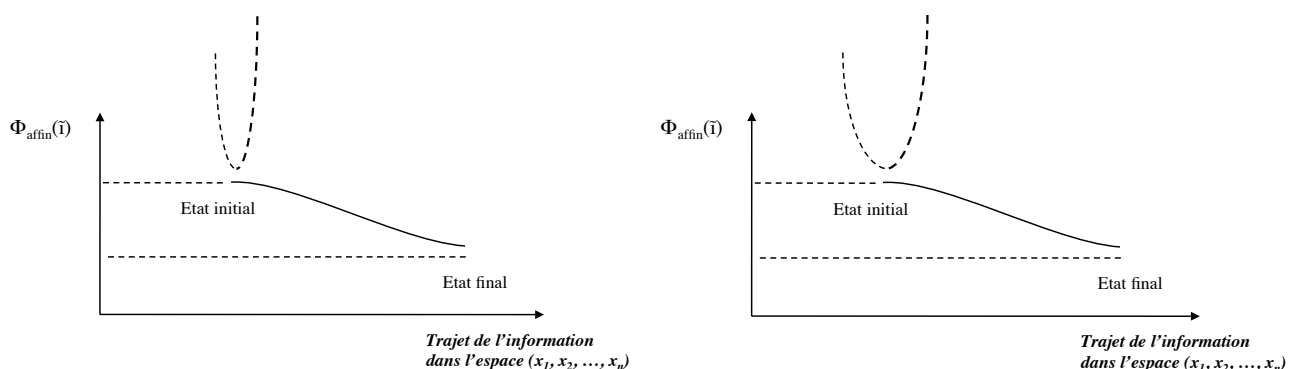 Φaffin(ĩ)
Etat initial
Etat final
Trajet de l’information
dans l’espace (x1, x2, …, xn)
Φaffin(ĩ)
Etat initial
Etat final
Trajet de l’information
dans l’espace (x1, x2, …, xn)